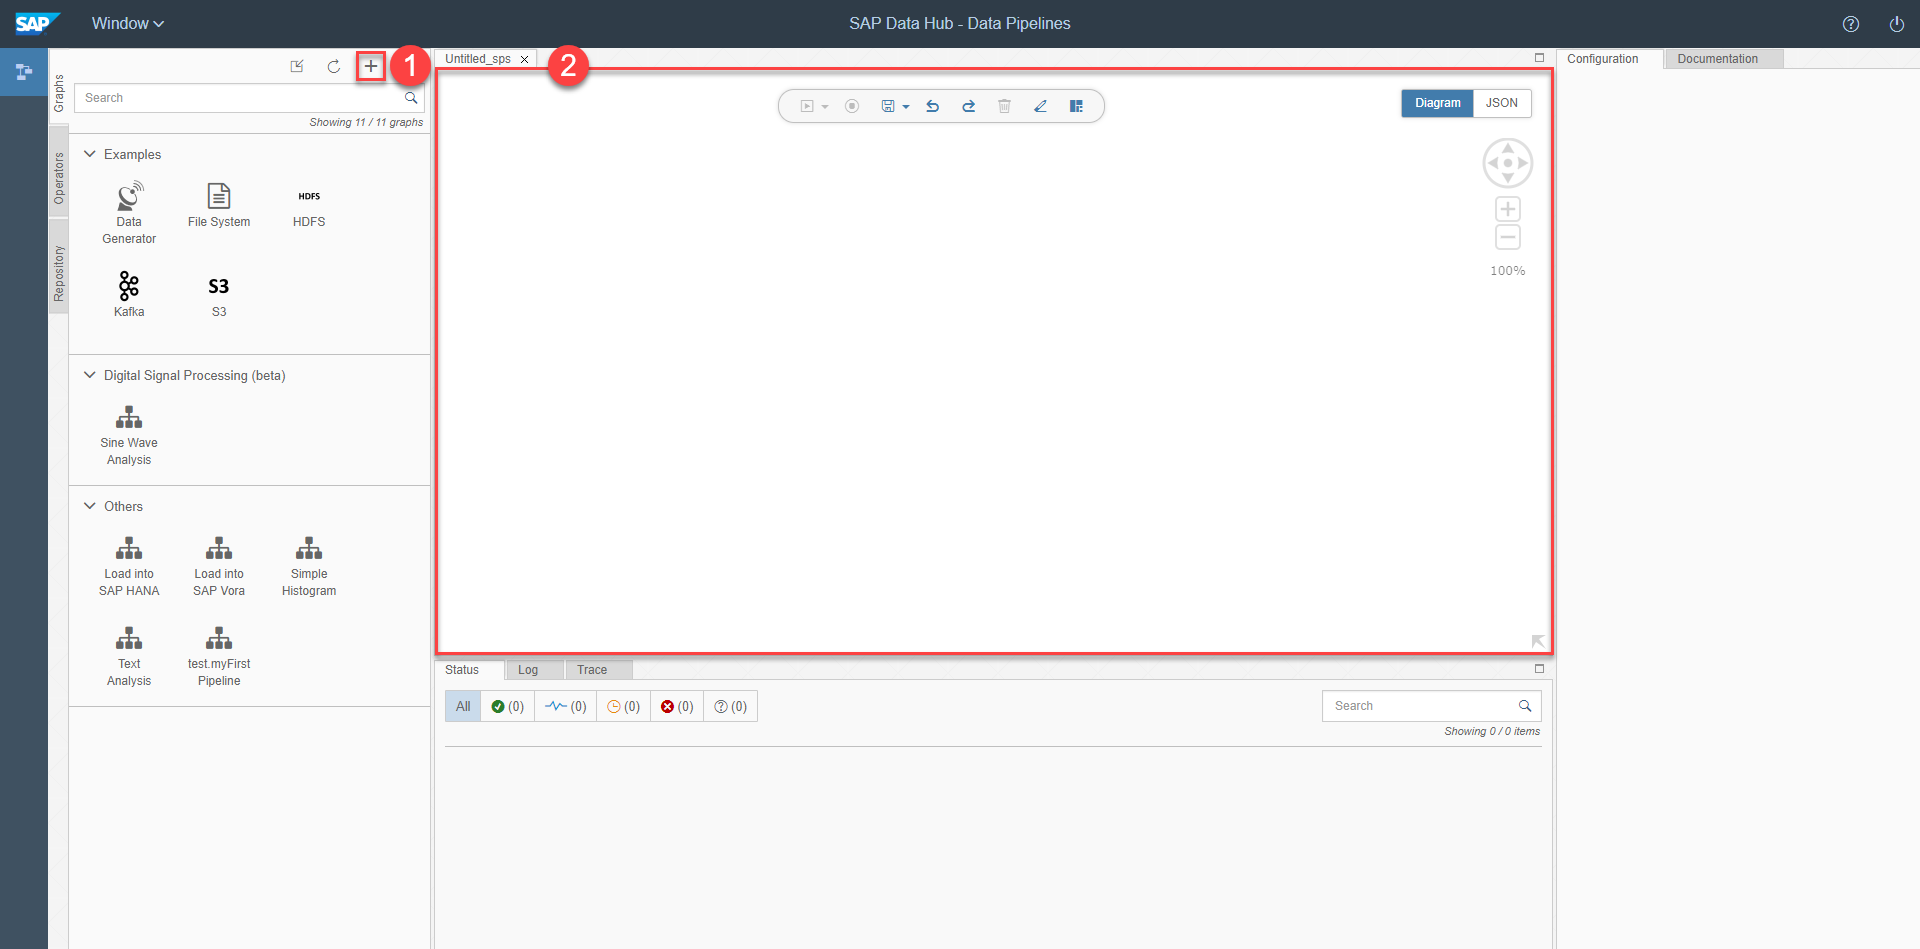 SAP
Window
SAP Data Hub - Data Pipelines
1
Untitled_sps
2
Configuration
Documentation
Graphs
Operators
Repository
Search
Showing 11 / 11 graphs
Examples
Data
Generator
File System
HDFS
HDFS
Kafka
S3
S3
Digital Signal Processing (beta)
Sine Wave
Analysis
Others
Load into
SAP HANA
Load into
SAP Vora
Simple
Histogram
Text
Analysis
test.myFirst
Pipeline
Diagram
JSON
100%
Status
Log
Trace
All
(0)
(0)
(0)
(0)
(0)
Search
Showing 0 / 0 items